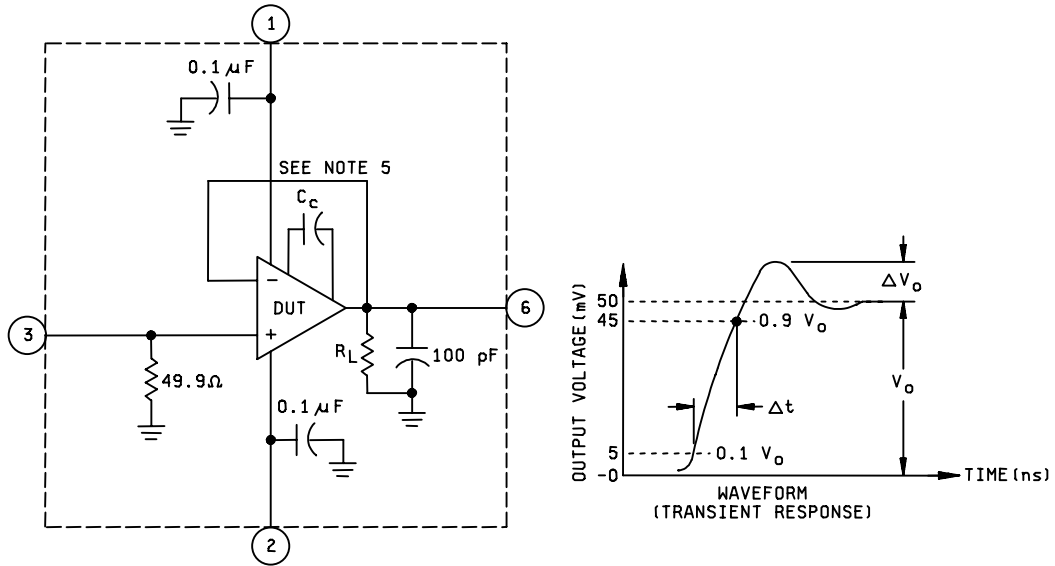 1
0.1 µF
SEE NOTE 5
Cc
−
DUT
+
3
6
49.9Ω
RL
100 pF
0.1 µF
2
OUTPUT VOLTAGE (mV)
50
45
5
-0
0.9 Vo
0.1 Vo
Δt
ΔVo
Vo
TIME (ns)
WAVEFORM
(TRANSIENT RESPONSE)